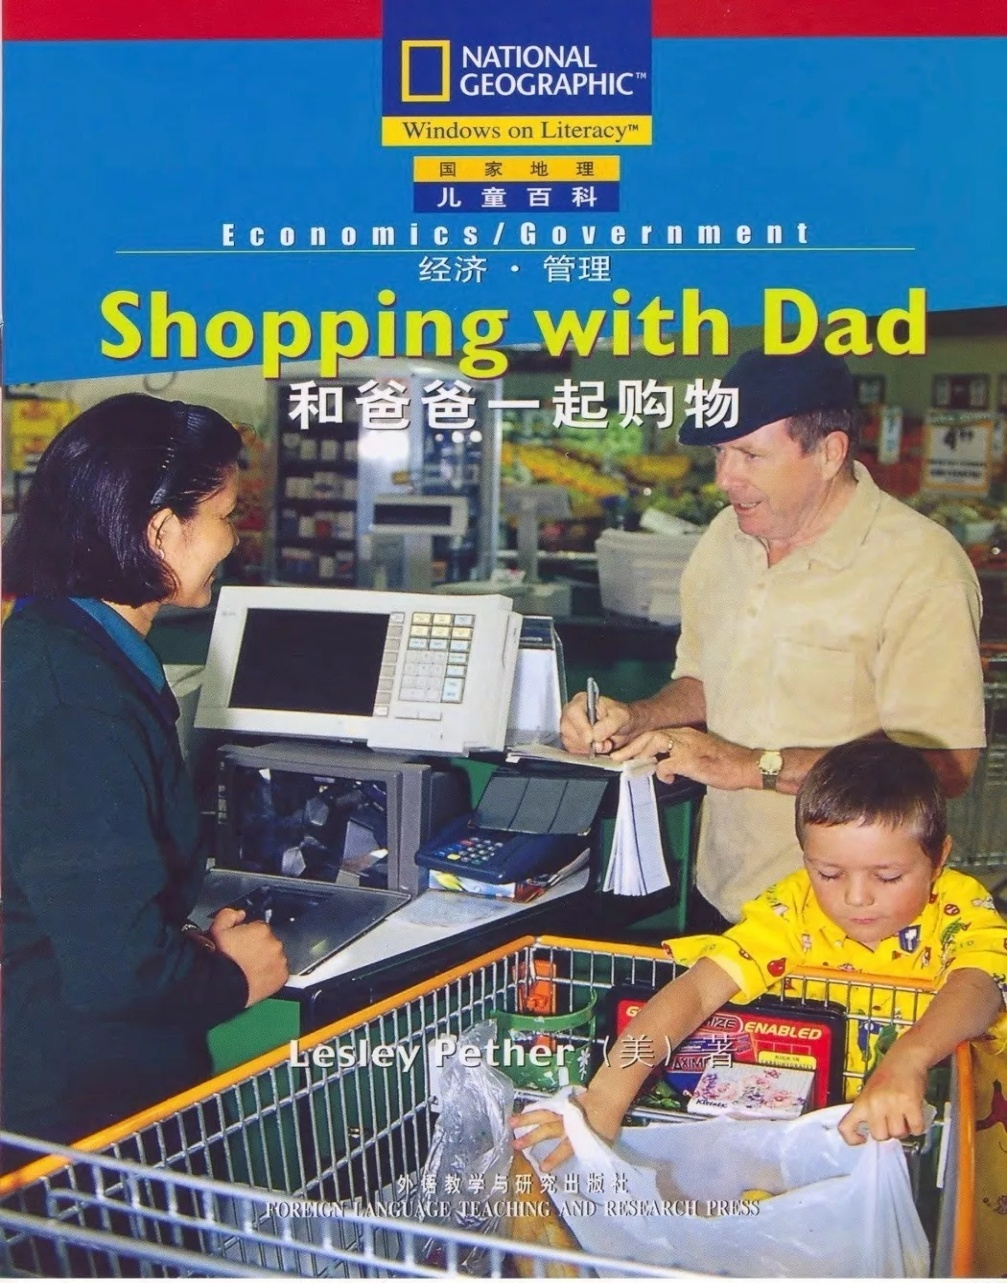 NATIONAL
GEOGRAPHIC™
Windows on Literacy™
国家地理
儿童百科
Economics/Government
经济·管理
Shopping with Dad
和爸爸一起购物
ENABLED
Lesley Pether （美） 著
外语教学与研究出版社
FOREIGN LANGUAGE TEACHING AND RESEARCH PRESS